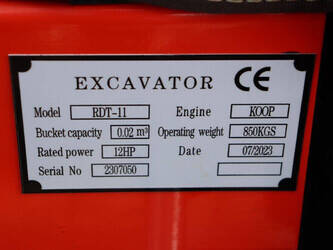 EXCAVATOR CE
Model RDT-11 Engine KOOP
Bucket capacity 0.02 m³ Operating weight 850KGS
Rated power 12HP Date 07/2023
Serial No 2307050